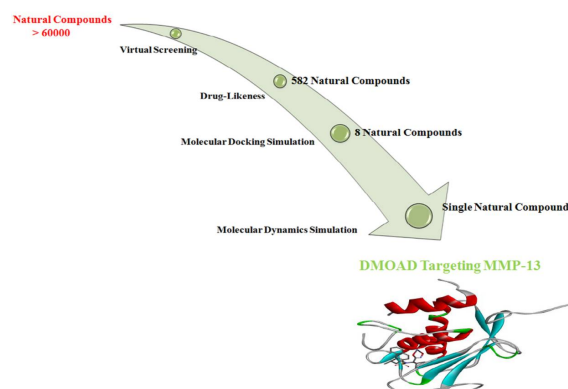 Natural Compounds
> 60000
Virtual Screening
582 Natural Compounds
Drug-Likeness
8 Natural Compounds
Molecular Docking Simulation
Single Natural Compound
Molecular Dynamics Simulation
DMOAD Targeting MMP-13